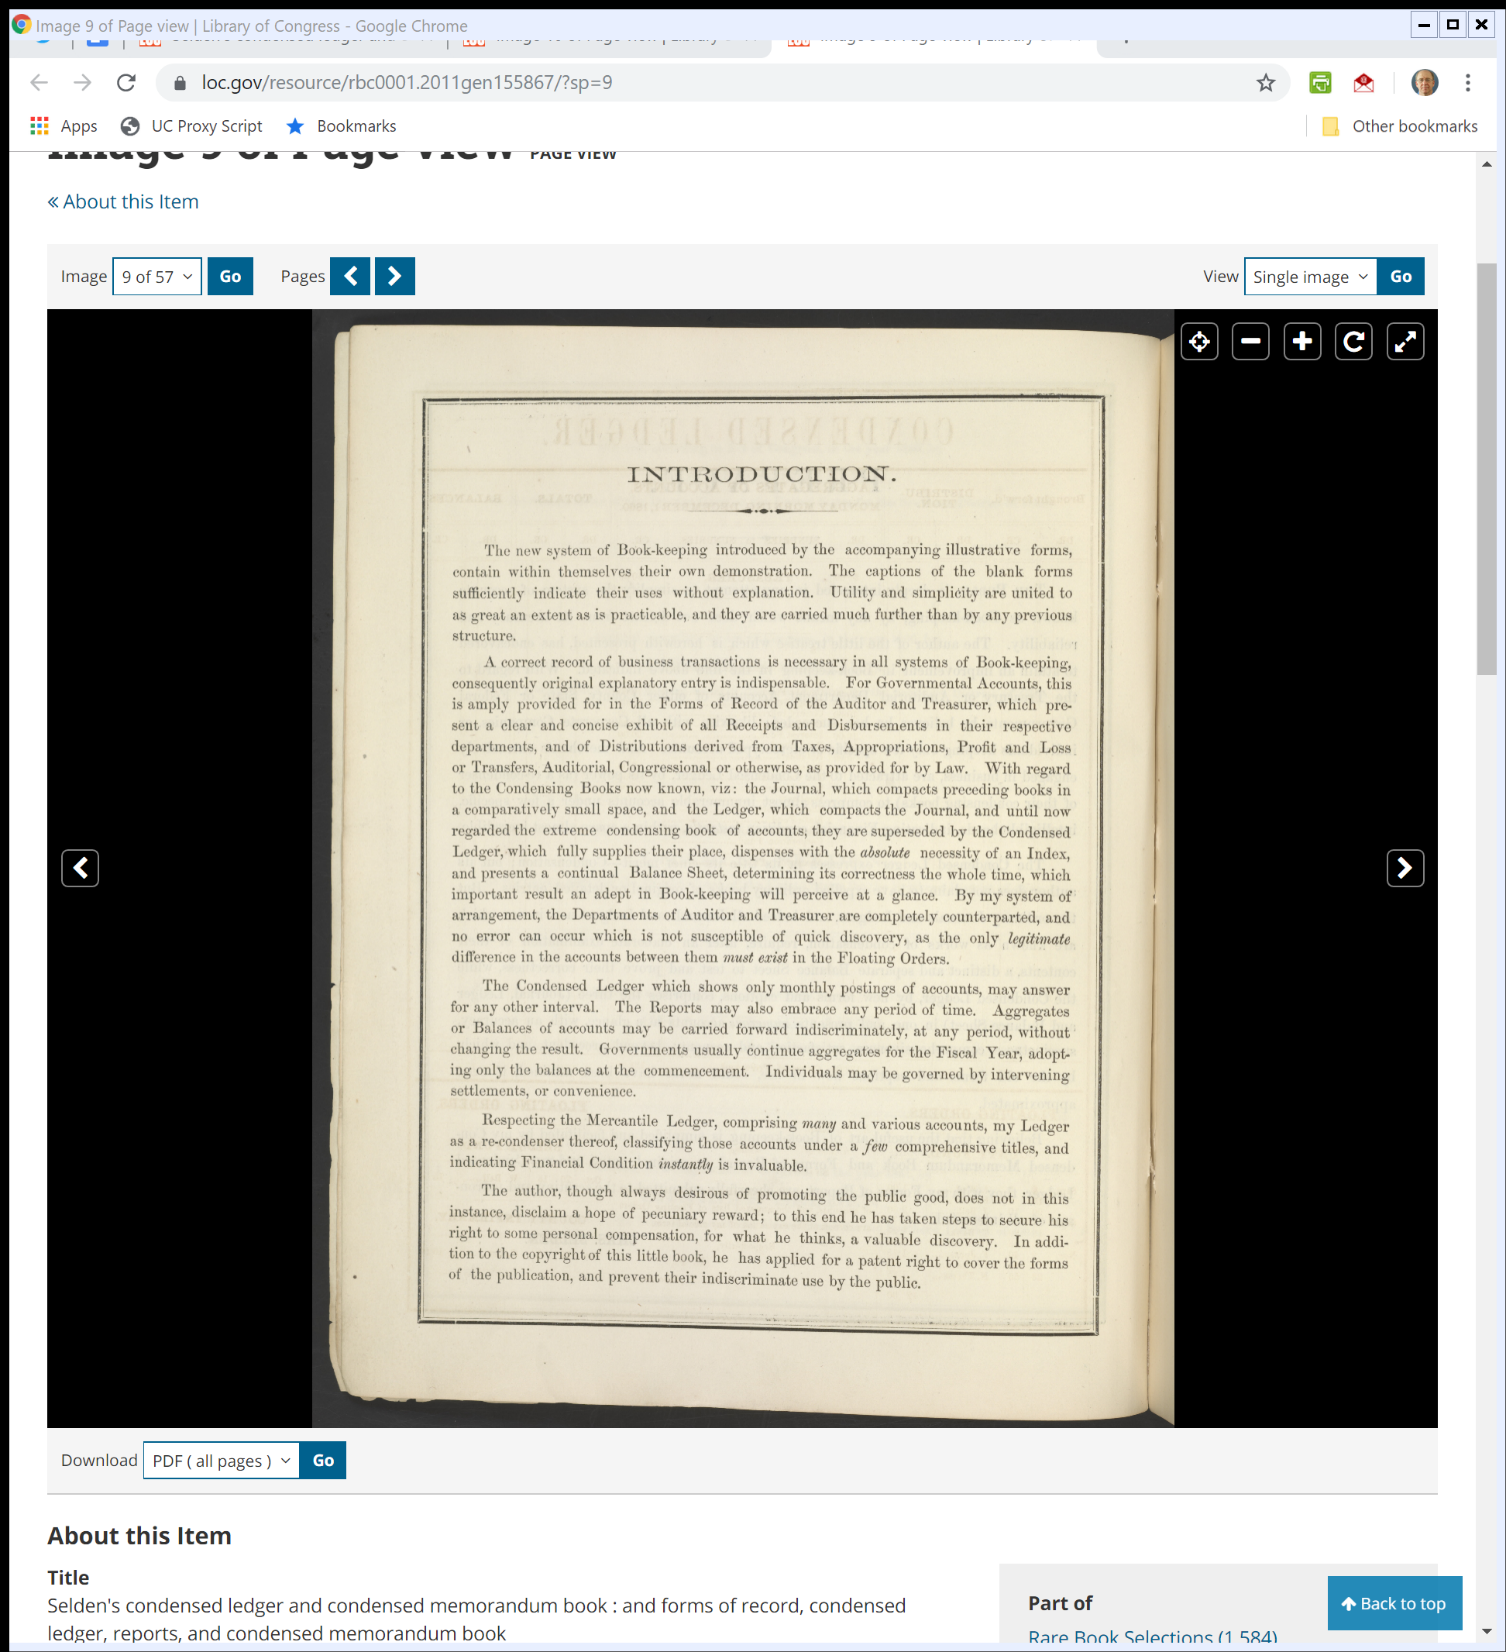 Image 9 of Page view | Library of Congress - Google Chrome
loc.gov/resource/rbc0001.2011gen155867/?sp=9
Apps UC Proxy Script Bookmarks Other bookmarks
Image 9 of Page view PAGE VIEW
« About this Item
Image 9 of 57 Go Pages View Single image Go
INTRODUCTION.
The new system of Book-keeping introduced by the accompanying illustrative forms,
contain within themselves their own demonstration. The captions of the blank forms
sufficiently indicate their uses without explanation. Utility and simplicity are united to
as great an extent as is practicable, and they are carried much further than by any previous
structure.
A correct record of business transactions is necessary in all systems of Book-keeping,
consequently original explanatory entry is indispensable. For Governmental Accounts, this
is amply provided for in the Forms of Record of the Auditor and Treasurer, which pre-
sent a clear and concise exhibit of all Receipts and Disbursements in their respective
departments, and of Distributions derived from Taxes, Appropriations, Profit and Loss
or Transfers, Auditorial, Congressional or otherwise, as provided for by Law. With regard
to the Condensing Books now known, viz: the Journal, which compacts preceding books in
a comparatively small space, and the Ledger, which compacts the Journal, and until now
regarded the extreme condensing book of accounts, they are superseded by the Condensed
Ledger, which fully supplies their place, dispenses with the absolute necessity of an Index,
and presents a continual Balance Sheet, determining its correctness the whole time, which
important result an adept in Book-keeping will perceive at a glance. By my system of
arrangement, the Departments of Auditor and Treasurer are completely counterparted, and
no error can occur which is not susceptible of quick discovery, as the only legitimate
difference in the accounts between them must exist in the Floating Orders.
The Condensed Ledger which shows only monthly postings of accounts, may answer
for any other interval. The Reports may also embrace any period of time. Aggregates
or Balances of accounts may be carried forward indiscriminately, at any period, without
changing the result. Governments usually continue aggregates for the Fiscal Year, adopt-
ing only the balances at the commencement. Individuals may be governed by intervening
settlements, or convenience.
Respecting the Mercantile Ledger, comprising many and various accounts, my Ledger
as a re-condenser thereof, classifying those accounts under a few comprehensive titles, and
indicating Financial Condition instantly is invaluable.
The author, though always desirous of promoting the public good, does not in this
instance, disclaim a hope of pecuniary reward; to this end he has taken steps to secure his
right to some personal compensation, for what he thinks, a valuable discovery. In addi-
tion to the copyright of this little book, he has applied for a patent right to cover the forms
of the publication, and prevent their indiscriminate use by the public.
Download PDF ( all pages ) Go
About this Item
Title
Selden's condensed ledger and condensed memorandum book : and forms of record, condensed
ledger, reports, and condensed memorandum book
Part of
Rare Book Selections (1,584)
Back to top